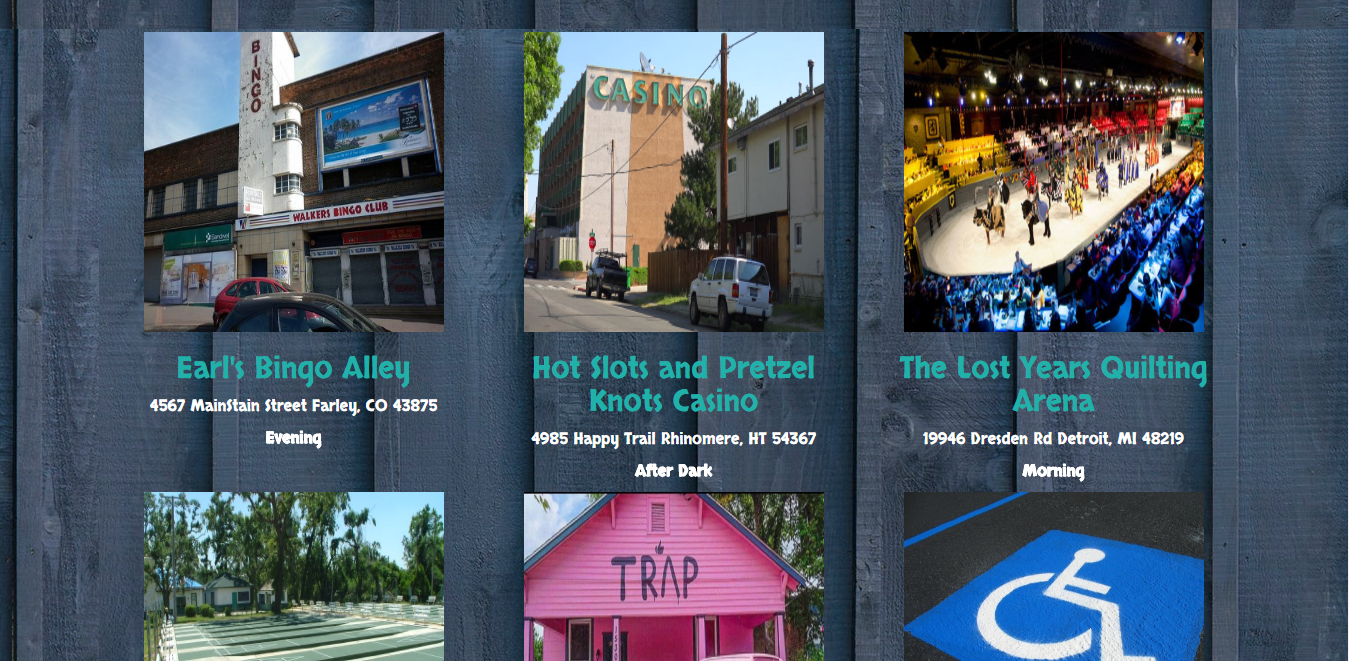 BINGO
WALKERS BINGO CLUB
CASINO
Earl's Bingo Alley
4567 MainStain Street Farley, CO 43875
Evening
Hot Slots and Pretzel
Knots Casino
4985 Happy Trail Rhinomere, HT 54367
After Dark
The Lost Years Quilting
Arena
19946 Dresden Rd Detroit, MI 48219
Morning
TRAP